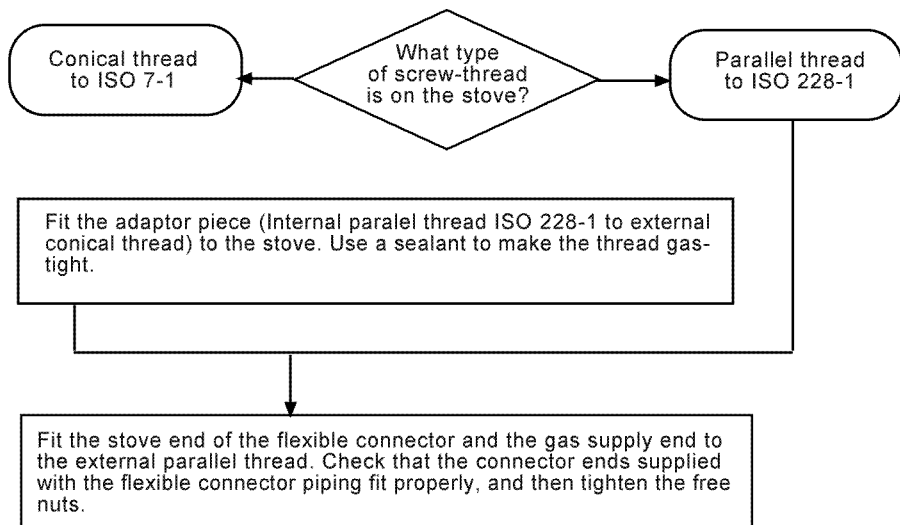 What type
of screw-thread
is on the stove?
Conical thread
to ISO 7-1
Parallel thread
to ISO 228-1
Fit the adaptor piece (Internal paralel thread ISO 228-1 to external
conical thread) to the stove. Use a sealant to make the thread gas-
tight.
Fit the stove end of the flexible connector and the gas supply end to
the external parallel thread. Check that the connector ends supplied
with the flexible connector piping fit properly, and then tighten the free
nuts.